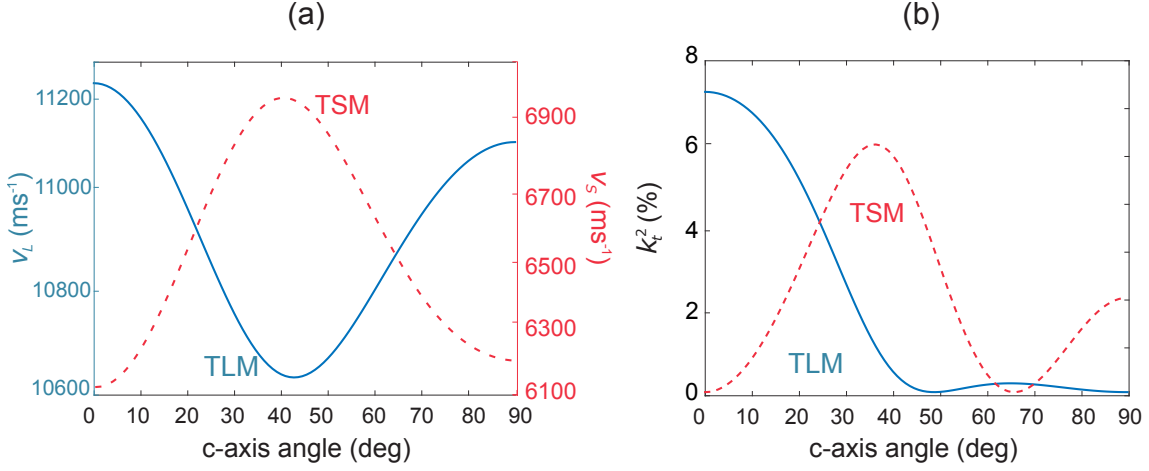 (a)
11200
11000
10800
10600
v_L (ms⁻¹)
TSM
TLM
6900
6700
6500
6300
6100
v_S (ms⁻¹)
0 10 20 30 40 50 60 70 80 90
c-axis angle (deg)
(b)
8
6
4
2
0
k_t² (%)
TSM
TLM
0 10 20 30 40 50 60 70 80 90
c-axis angle (deg)